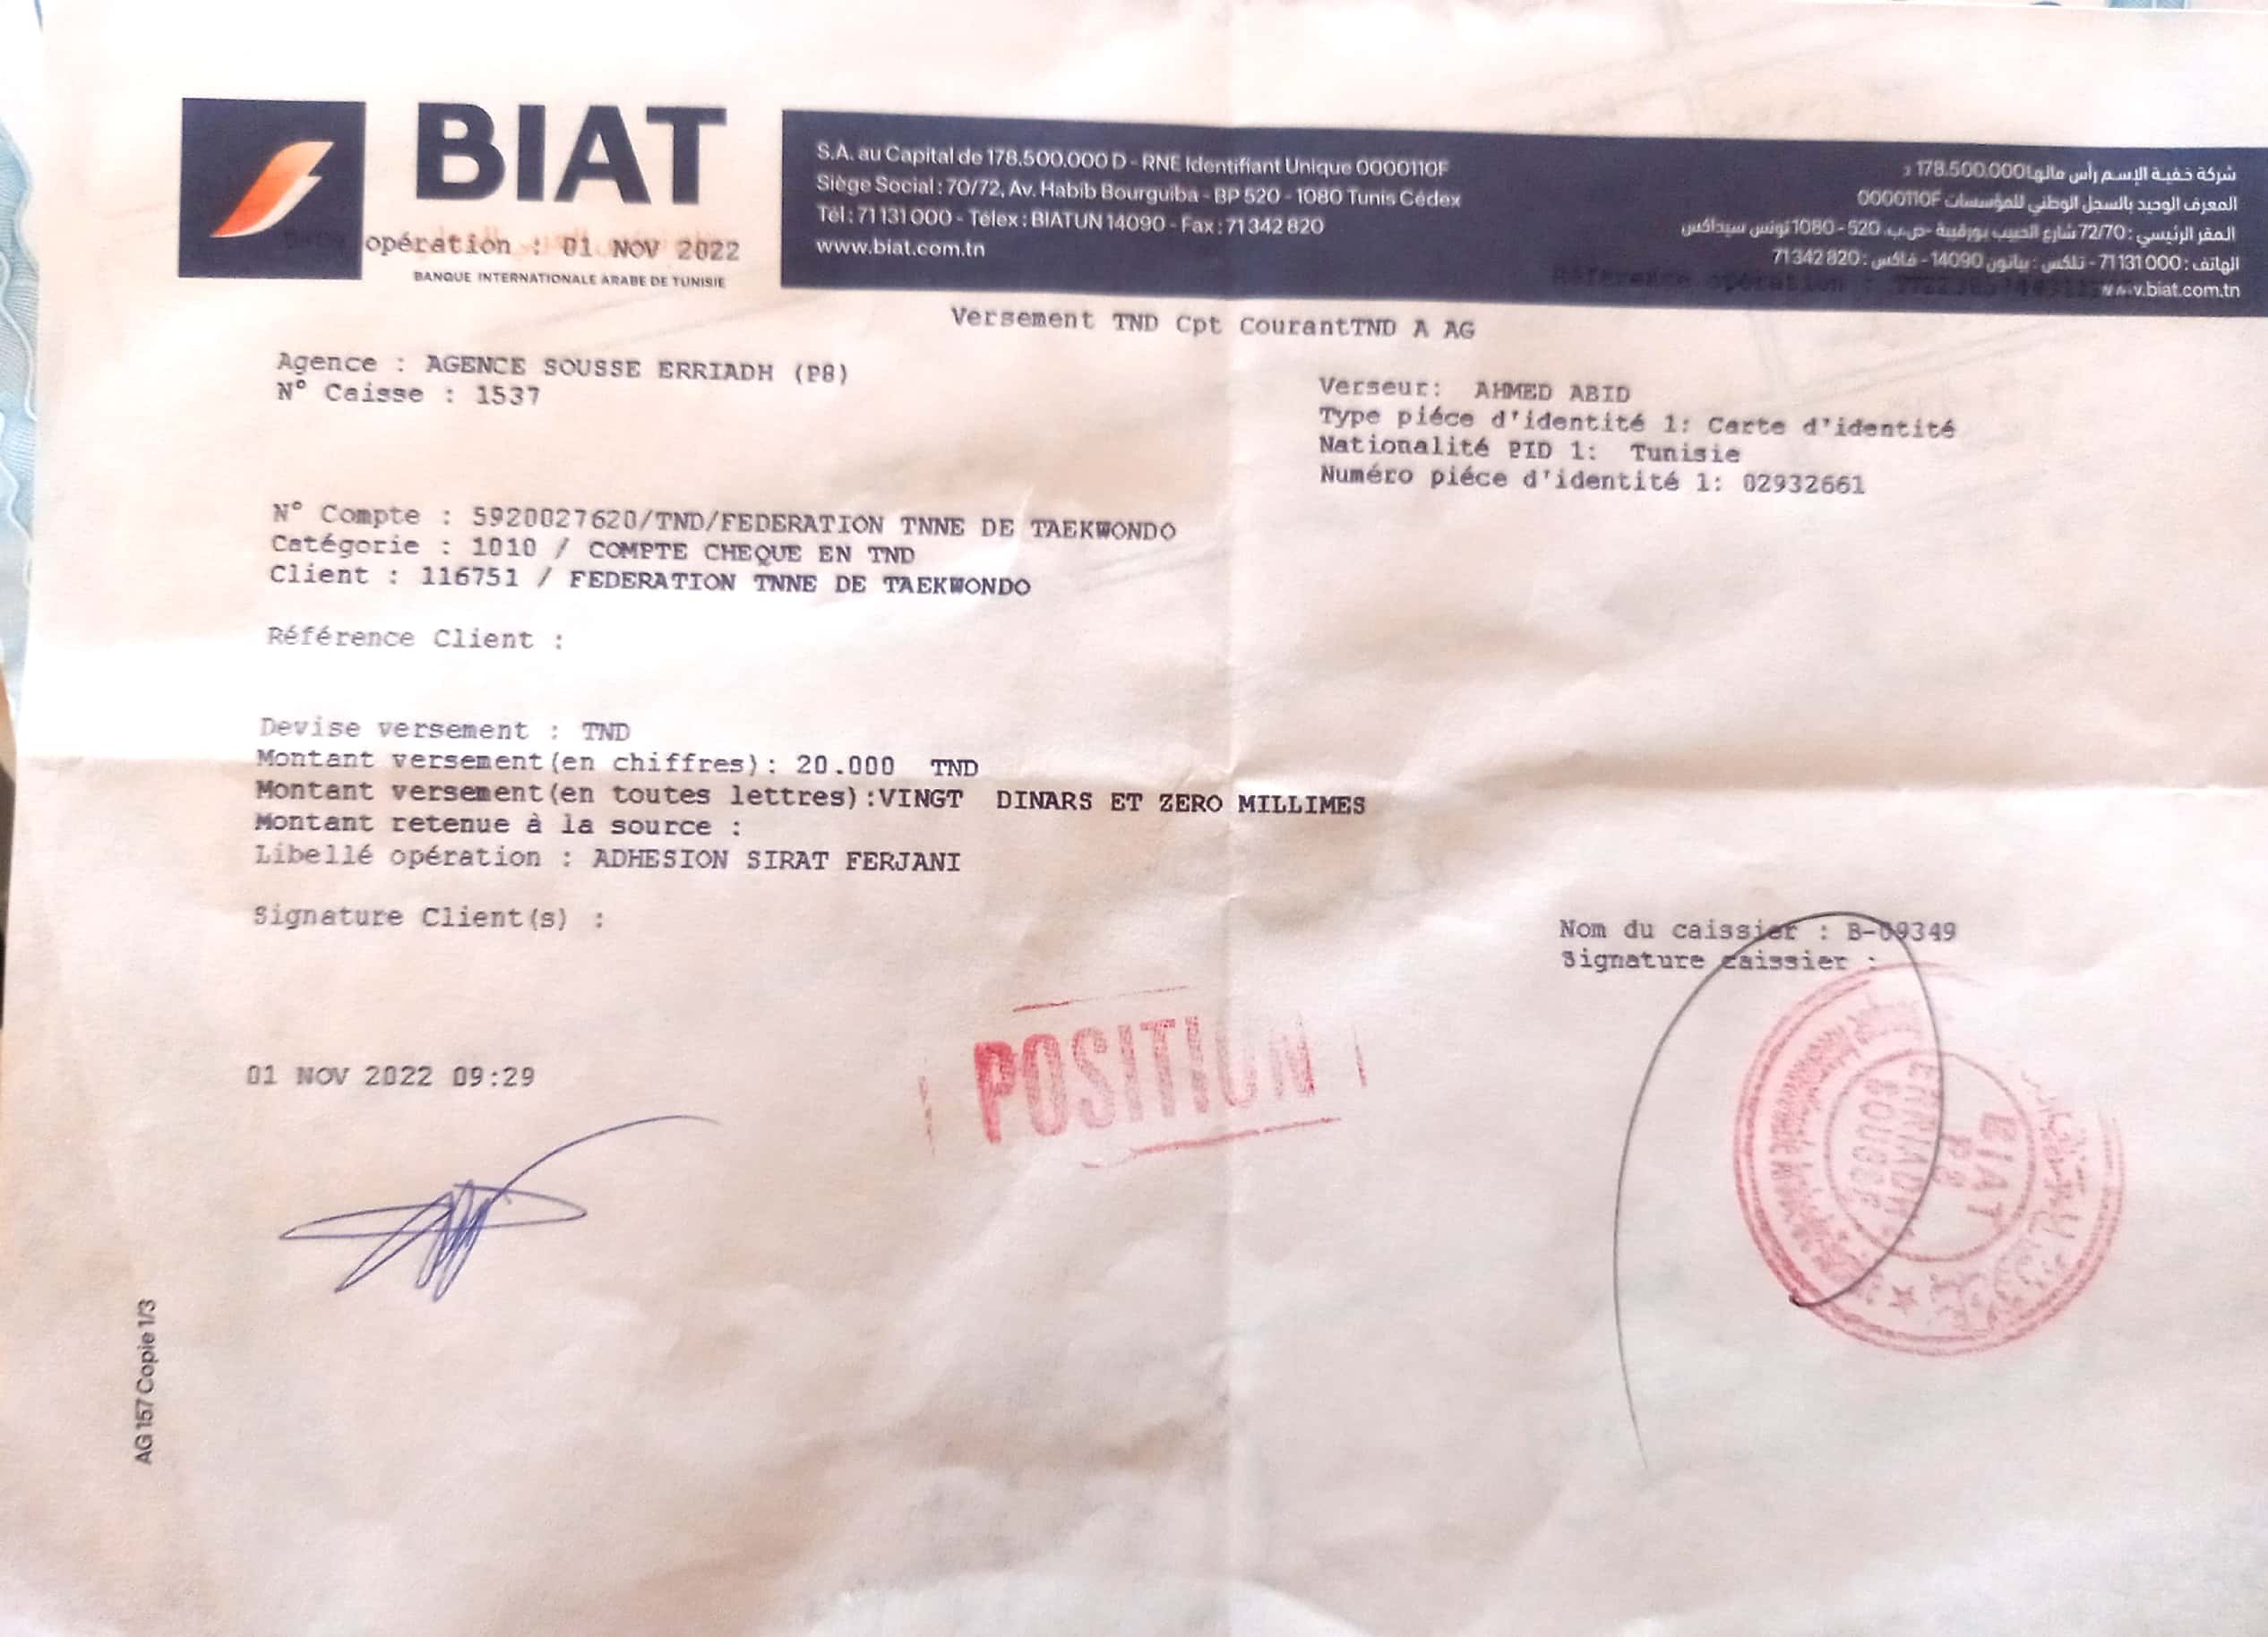 BIAT
opération : 01 NOV 2022
BANQUE INTERNATIONALE ARABE DE TUNISIE
S.A. au Capital de 178.500.000 D - RNE Identifiant Unique 0000110F
Siège Social : 70/72, Av. Habib Bourguiba - BP 520 - 1080 Tunis Cédex
Tél : 71 131 000 - Télex : BIATUN 14090 - Fax : 71 342 820
www.biat.com.tn
شركة خفية الإسم رأس مالها 178.500.000 د
المعرف الوحيد بالسجل الوطني للمؤسسات 0000110F
المقر الرئيسي : 72/70 شارع الحبيب بورقيبة -ص.ب. 520 - 1080 تونس سيداكس
الهاتف : 71 131 000 - تلكس : بياتون 14090 - فاكس : 71 342 820
www.biat.com.tn
Référence opération :
Versement TND Cpt CourantTND A AG
Agence : AGENCE SOUSSE ERRIADH (P8)
N° Caisse : 1537
Verseur: AHMED ABID
Type piéce d'identité 1: Carte d'identité
Nationalité PID 1: Tunisie
Numéro piéce d'identité 1: 02932661
N° Compte : 5920027620/TND/FEDERATION TNNE DE TAEKWONDO
Catégorie : 1010 / COMPTE CHEQUE EN TND
Client : 116751 / FEDERATION TNNE DE TAEKWONDO
Référence Client :
Devise versement : TND
Montant versement(en chiffres): 20.000 TND
Montant versement(en toutes lettres):VINGT DINARS ET ZERO MILLIMES
Montant retenue à la source :
Libellé opération : ADHESION SIRAT FERJANI
Signature Client(s) :
Nom du caissier : B-09349
Signature caissier :
01 NOV 2022 09:29
POSITION
BIAT
P8
ERRIADH
SOUSSE
AG 157 Copie 1/3